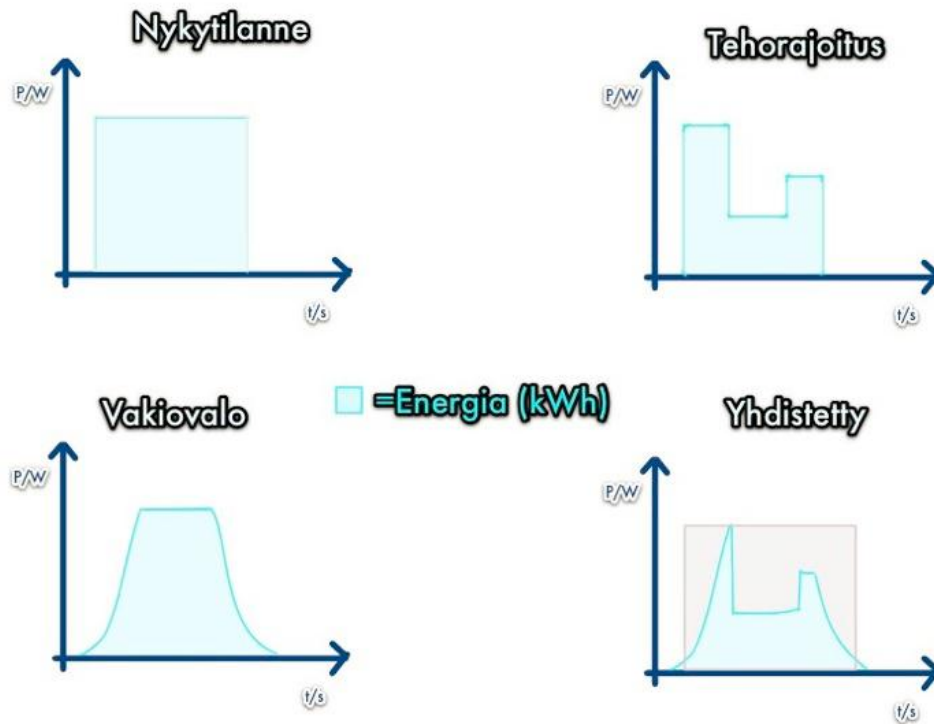 Nykytilanne
P/W
t/s
Tehorajoitus
P/W
t/s
=Energia (kWh)
Vakiovalo
P/W
t/s
Yhdistetty
P/W
t/s